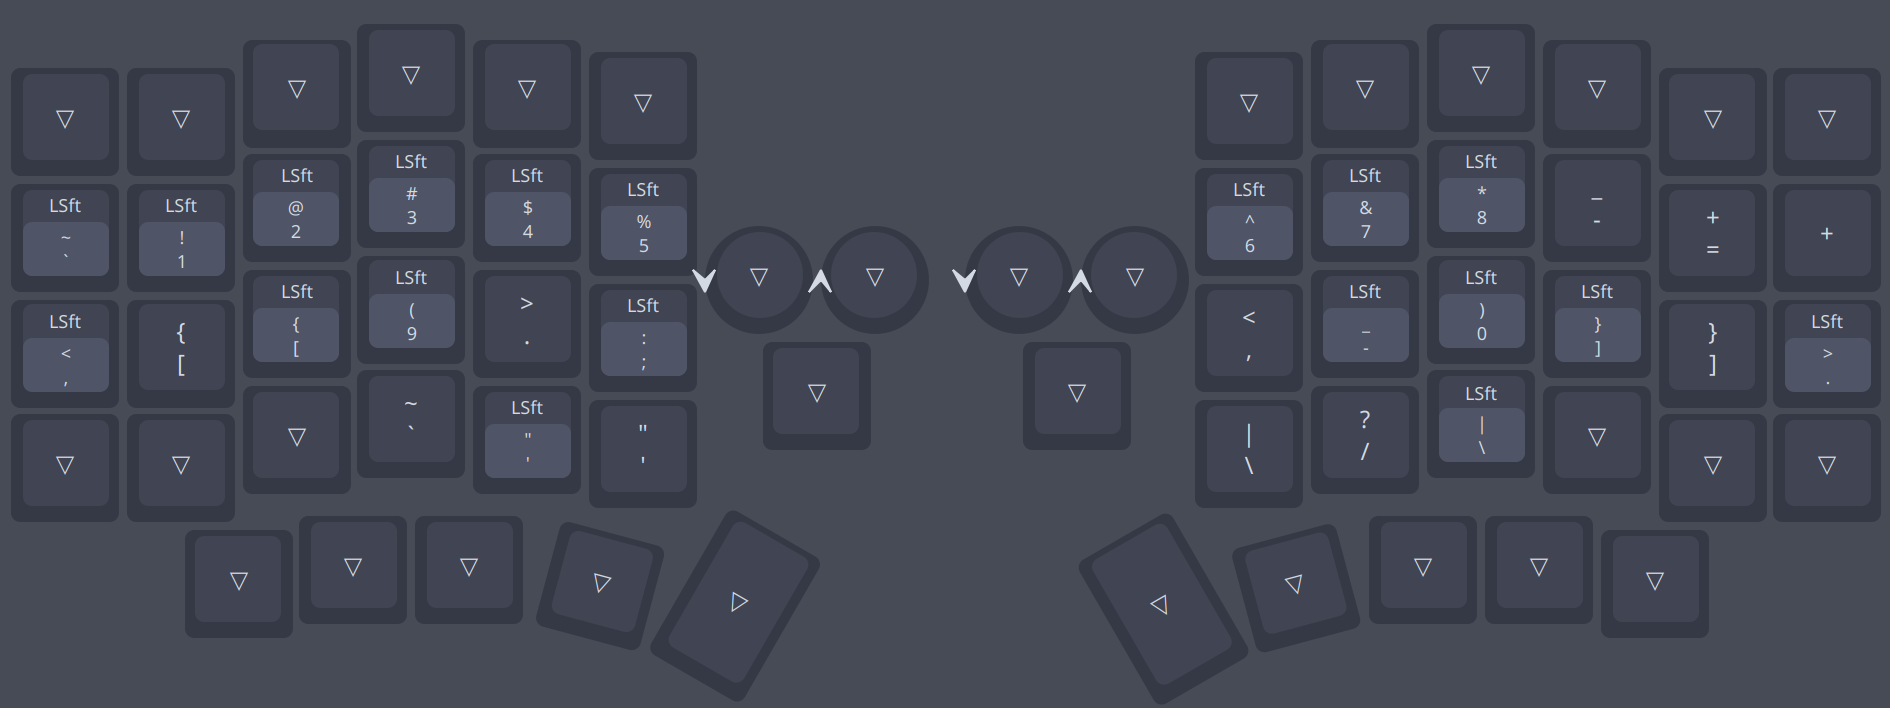 ▽ ▽ ▽ ▽ ▽ ▽ ▽ ▽ ▽ ▽ ▽ ▽
LSft LSft LSft LSft LSft LSft LSft LSft LSft
~ ! @ # $ % ^ & * _ + +
` 1 2 3 4 5 6 7 8 - =
▽ ▽ ▽ ▽
LSft LSft LSft LSft LSft LSft LSft LSft
< { { ( > : < _ ) } } >
, [ [ 9 . ; , - 0 ] ] .
▽ ▽
LSft LSft
▽ ▽ ▽ ~ " " | ? | ▽ ▽ ▽
` ' ' \ / \
▽ ▽ ▽ ▽ ▽ ▽ ▽ ▽ ▽ ▽